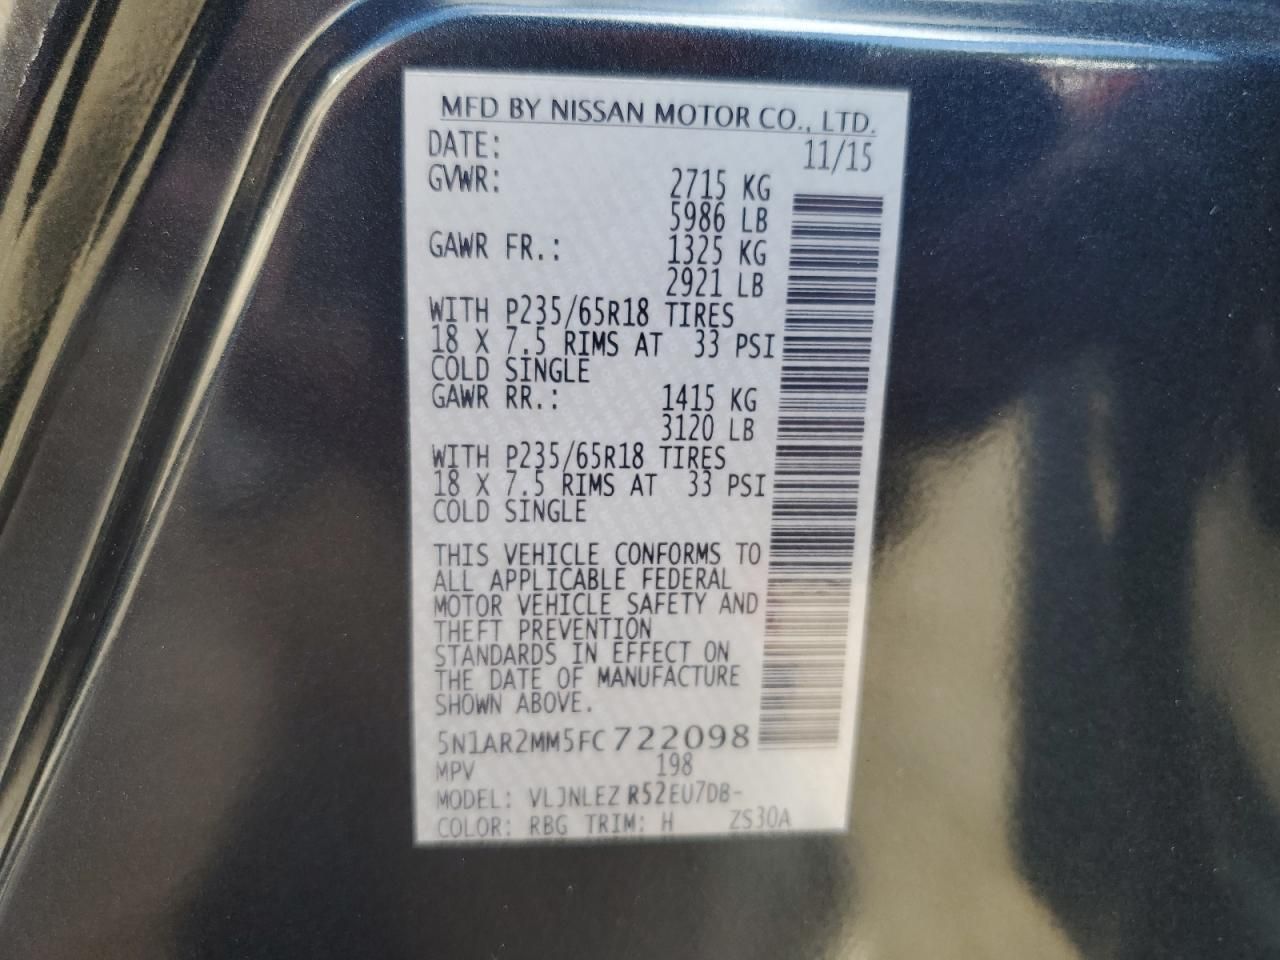 MFD BY NISSAN MOTOR CO., LTD.
DATE: 11/15
GVWR: 2715 KG
5986 LB
GAWR FR.: 1325 KG
2921 LB
WITH P235/65R18 TIRES
18 X 7.5 RIMS AT 33 PSI
COLD SINGLE
GAWR RR.: 1415 KG
3120 LB
WITH P235/65R18 TIRES
18 X 7.5 RIMS AT 33 PSI
COLD SINGLE
THIS VEHICLE CONFORMS TO
ALL APPLICABLE FEDERAL
MOTOR VEHICLE SAFETY AND
THEFT PREVENTION
STANDARDS IN EFFECT ON
THE DATE OF MANUFACTURE
SHOWN ABOVE.
5N1AR2MM5FC722098
MPV 198
MODEL: VLJNLEZ R52EU7DB-
COLOR: RBG TRIM: H ZS30A